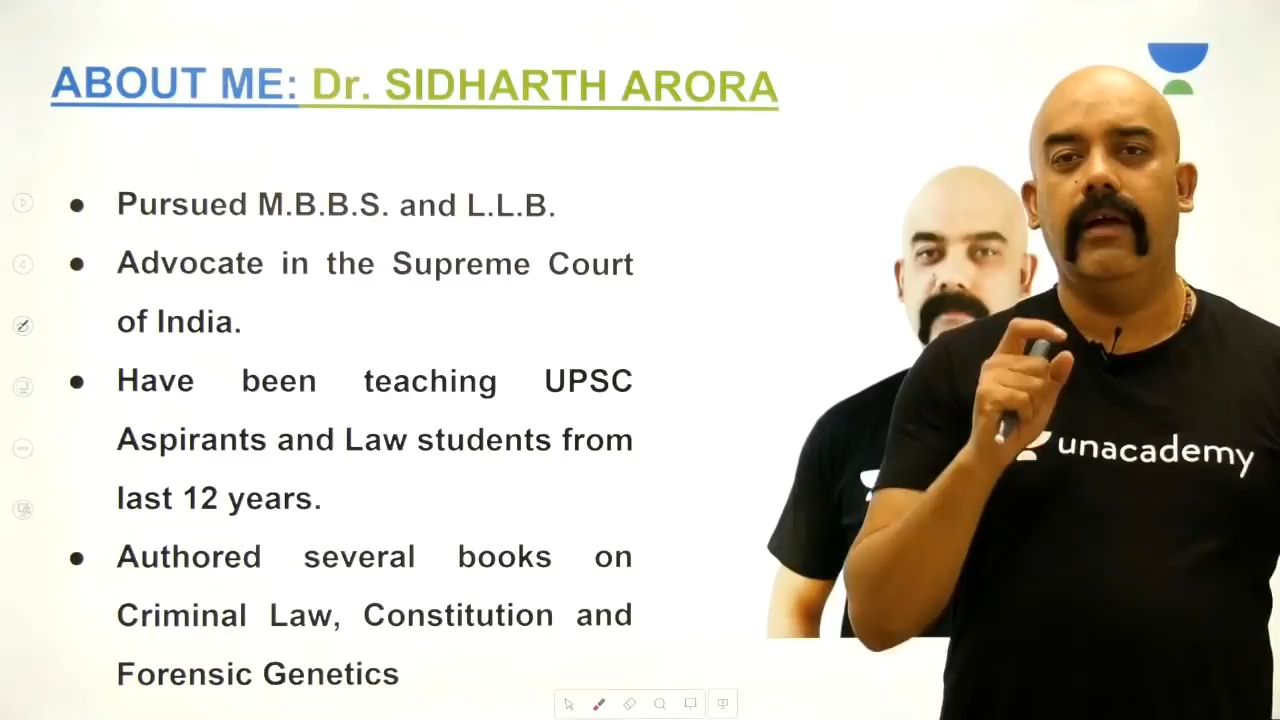 ABOUT ME: Dr. SIDHARTH ARORA
● Pursued M.B.B.S. and L.L.B.
● Advocate in the Supreme Court
of India.
● Have been teaching UPSC
Aspirants and Law students from
last 12 years.
● Authored several books on
Criminal Law, Constitution and
Forensic Genetics
unacademy